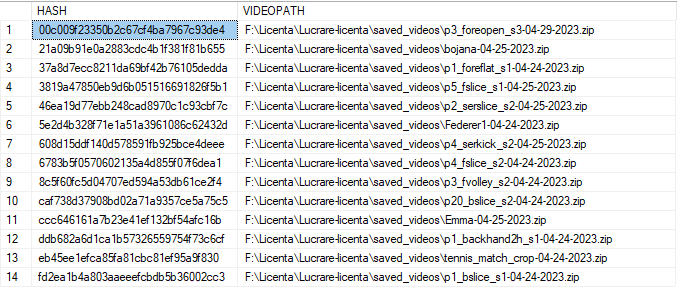 HASH VIDEOPATH
1 00c009f23350b2c67cf4ba7967c93de4 F:\Licenta\Lucrare-licenta\saved_videos\p3_foreopen_s3-04-29-2023.zip
2 21a09b91e0a2883cdc4b1f381f81b655 F:\Licenta\Lucrare-licenta\saved_videos\bojana-04-25-2023.zip
3 37a8d7ecc8211da69bf42b76105dedda F:\Licenta\Lucrare-licenta\saved_videos\p1_foreflat_s1-04-24-2023.zip
4 3819a47850eb9d6b051516691826f5b1 F:\Licenta\Lucrare-licenta\saved_videos\p5_fslice_s1-04-25-2023.zip
5 46ea19d77ebb248cad8970c1c93cbf7c F:\Licenta\Lucrare-licenta\saved_videos\p2_serslice_s2-04-25-2023.zip
6 5e2d4b328f71e1a51a3961086c62432d F:\Licenta\Lucrare-licenta\saved_videos\Federer1-04-24-2023.zip
7 608d15ddf140d578591fb925bce4deee F:\Licenta\Lucrare-licenta\saved_videos\p4_serkick_s2-04-25-2023.zip
8 6783b5f0570602135a4d855f07f6dea1 F:\Licenta\Lucrare-licenta\saved_videos\p4_fslice_s2-04-24-2023.zip
9 8c5f60fc5d04707ed594a53db61ce2f4 F:\Licenta\Lucrare-licenta\saved_videos\p3_fvolley_s2-04-24-2023.zip
10 caf738d37908bd02a71a9357ce5a75c5 F:\Licenta\Lucrare-licenta\saved_videos\p20_bslice_s2-04-24-2023.zip
11 ccc646161a7b23e41ef132bf54afc16b F:\Licenta\Lucrare-licenta\saved_videos\Emma-04-25-2023.zip
12 ddb682a6d1ca1b57326559754f73c6cf F:\Licenta\Lucrare-licenta\saved_videos\p1_backhand2h_s1-04-24-2023.zip
13 eb45ee1efca85fa81cbc81ef95a9f830 F:\Licenta\Lucrare-licenta\saved_videos\tennis_match_crop-04-24-2023.zip
14 fd2ea1b4a803aaeeefcbdb5b36002cc3 F:\Licenta\Lucrare-licenta\saved_videos\p1_bslice_s1-04-24-2023.zip